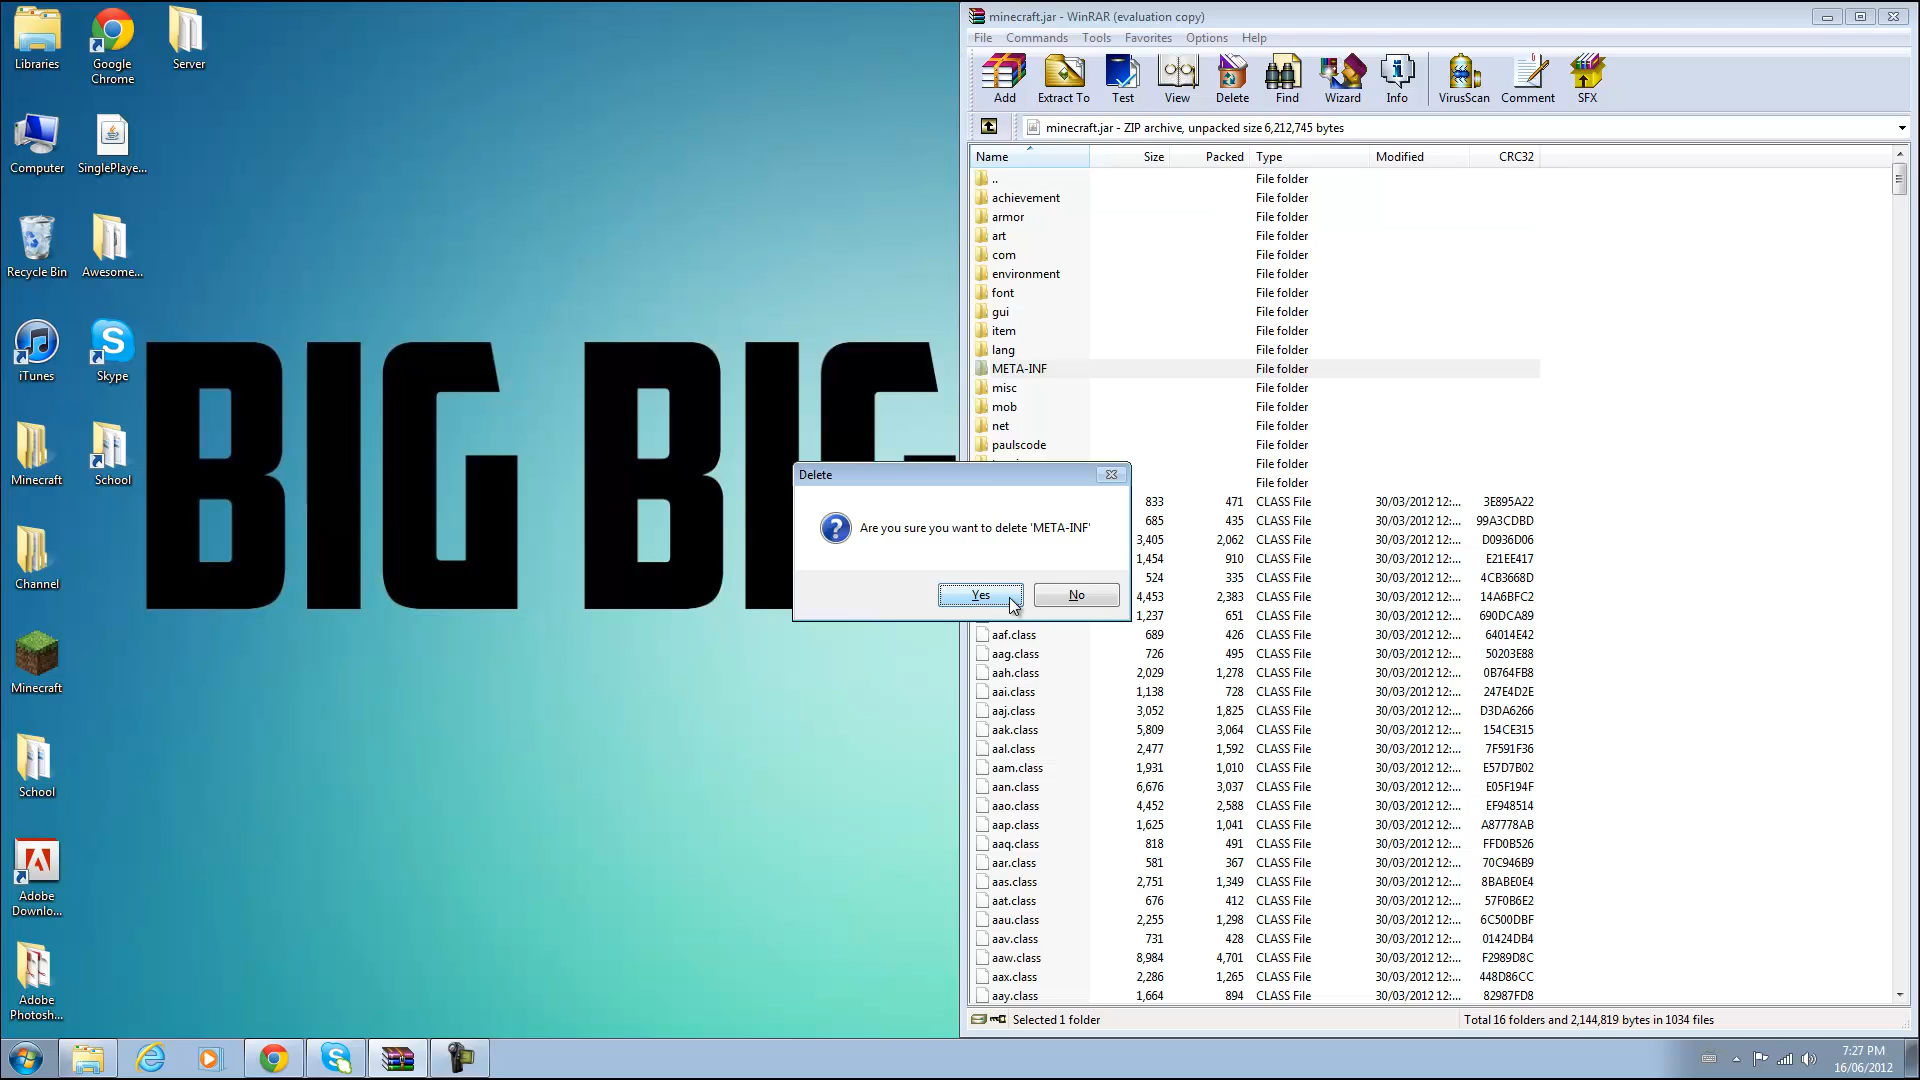 Libraries
Google
Chrome
Server
Computer
SinglePlaye...
Recycle Bin
Awesome...
iTunes
Skype
Minecraft
School
Channel
Minecraft
School
Adobe
Downlo...
Adobe
Photosh...
BIG BIG
minecraft.jar - WinRAR (evaluation copy)
File Commands Tools Favorites Options Help
Add Extract To Test View Delete Find Wizard Info VirusScan Comment SFX
minecraft.jar - ZIP archive, unpacked size 6,212,745 bytes
Name Size Packed Type Modified CRC32
.. File folder
achievement File folder
armor File folder
art File folder
com File folder
environment File folder
font File folder
gui File folder
item File folder
lang File folder
META-INF File folder
misc File folder
mob File folder
net File folder
paulscode File folder
File folder
File folder
833 471 CLASS File 30/03/2012 12:... 3E895A22
685 435 CLASS File 30/03/2012 12:... 99A3CDBD
3,405 2,062 CLASS File 30/03/2012 12:... D0936D06
1,454 910 CLASS File 30/03/2012 12:... E21EE417
524 335 CLASS File 30/03/2012 12:... 4CB3668D
4,453 2,383 CLASS File 30/03/2012 12:... 14A6BFC2
1,237 651 CLASS File 30/03/2012 12:... 690DCA89
aaf.class 689 426 CLASS File 30/03/2012 12:... 64014E42
aag.class 726 495 CLASS File 30/03/2012 12:... 50203E88
aah.class 2,029 1,278 CLASS File 30/03/2012 12:... 0B764FB8
aai.class 1,138 728 CLASS File 30/03/2012 12:... 247E4D2E
aaj.class 3,052 1,825 CLASS File 30/03/2012 12:... D3DA6266
aak.class 5,809 3,064 CLASS File 30/03/2012 12:... 154CE315
aal.class 2,477 1,592 CLASS File 30/03/2012 12:... 7F591F36
aam.class 1,931 1,010 CLASS File 30/03/2012 12:... E57D7B02
aan.class 6,676 3,037 CLASS File 30/03/2012 12:... E05F194F
aao.class 4,452 2,588 CLASS File 30/03/2012 12:... EF948514
aap.class 1,625 1,041 CLASS File 30/03/2012 12:... A87778AB
aaq.class 818 491 CLASS File 30/03/2012 12:... FFD0B526
aar.class 581 367 CLASS File 30/03/2012 12:... 70C946B9
aas.class 2,751 1,349 CLASS File 30/03/2012 12:... 8BABE0E4
aat.class 676 412 CLASS File 30/03/2012 12:... 57F0B6E2
aau.class 2,255 1,298 CLASS File 30/03/2012 12:... 6C500DBF
aav.class 731 428 CLASS File 30/03/2012 12:... 01424DB4
aaw.class 8,984 4,701 CLASS File 30/03/2012 12:... F2989D8C
aax.class 2,286 1,265 CLASS File 30/03/2012 12:... 448D86CC
aay.class 1,664 894 CLASS File 30/03/2012 12:... 82987FD8
Delete
Are you sure you want to delete 'META-INF'
Yes No
Selected 1 folder
Total 16 folders and 2,144,819 bytes in 1034 files
7:27 PM
16/06/2012